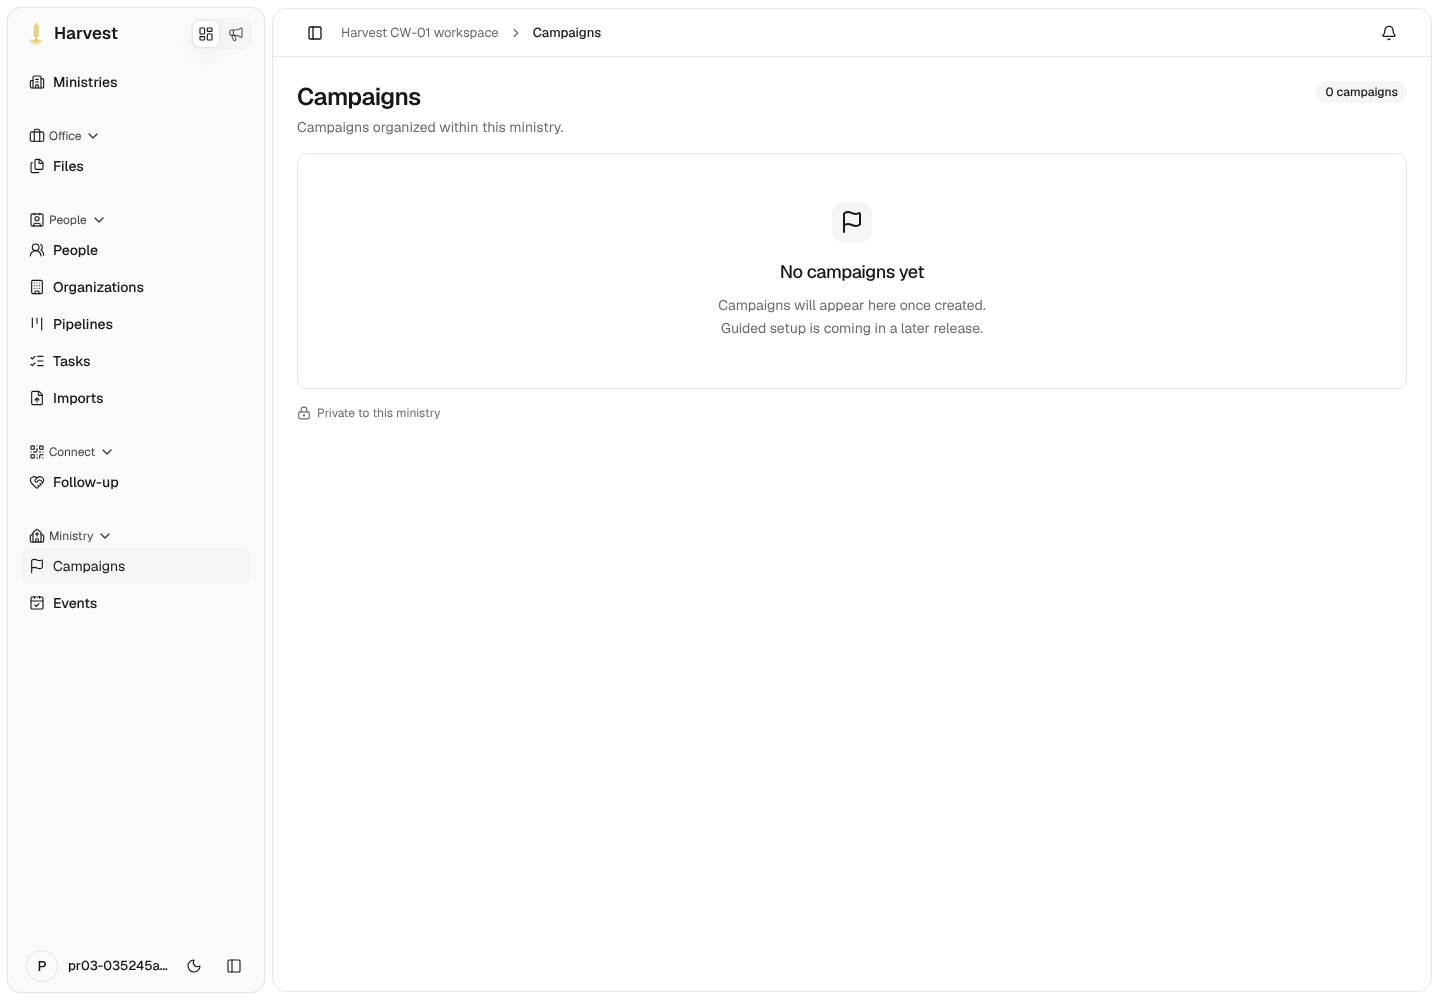 Harvest
Ministries
Office
Files
People
People
Organizations
Pipelines
Tasks
Imports
Connect
Follow-up
Ministry
Campaigns
Events
P
pr03-035245a...
Harvest CW-01 workspace
Campaigns
Campaigns
0 campaigns
Campaigns organized within this ministry.
No campaigns yet
Campaigns will appear here once created.
Guided setup is coming in a later release.
Private to this ministry